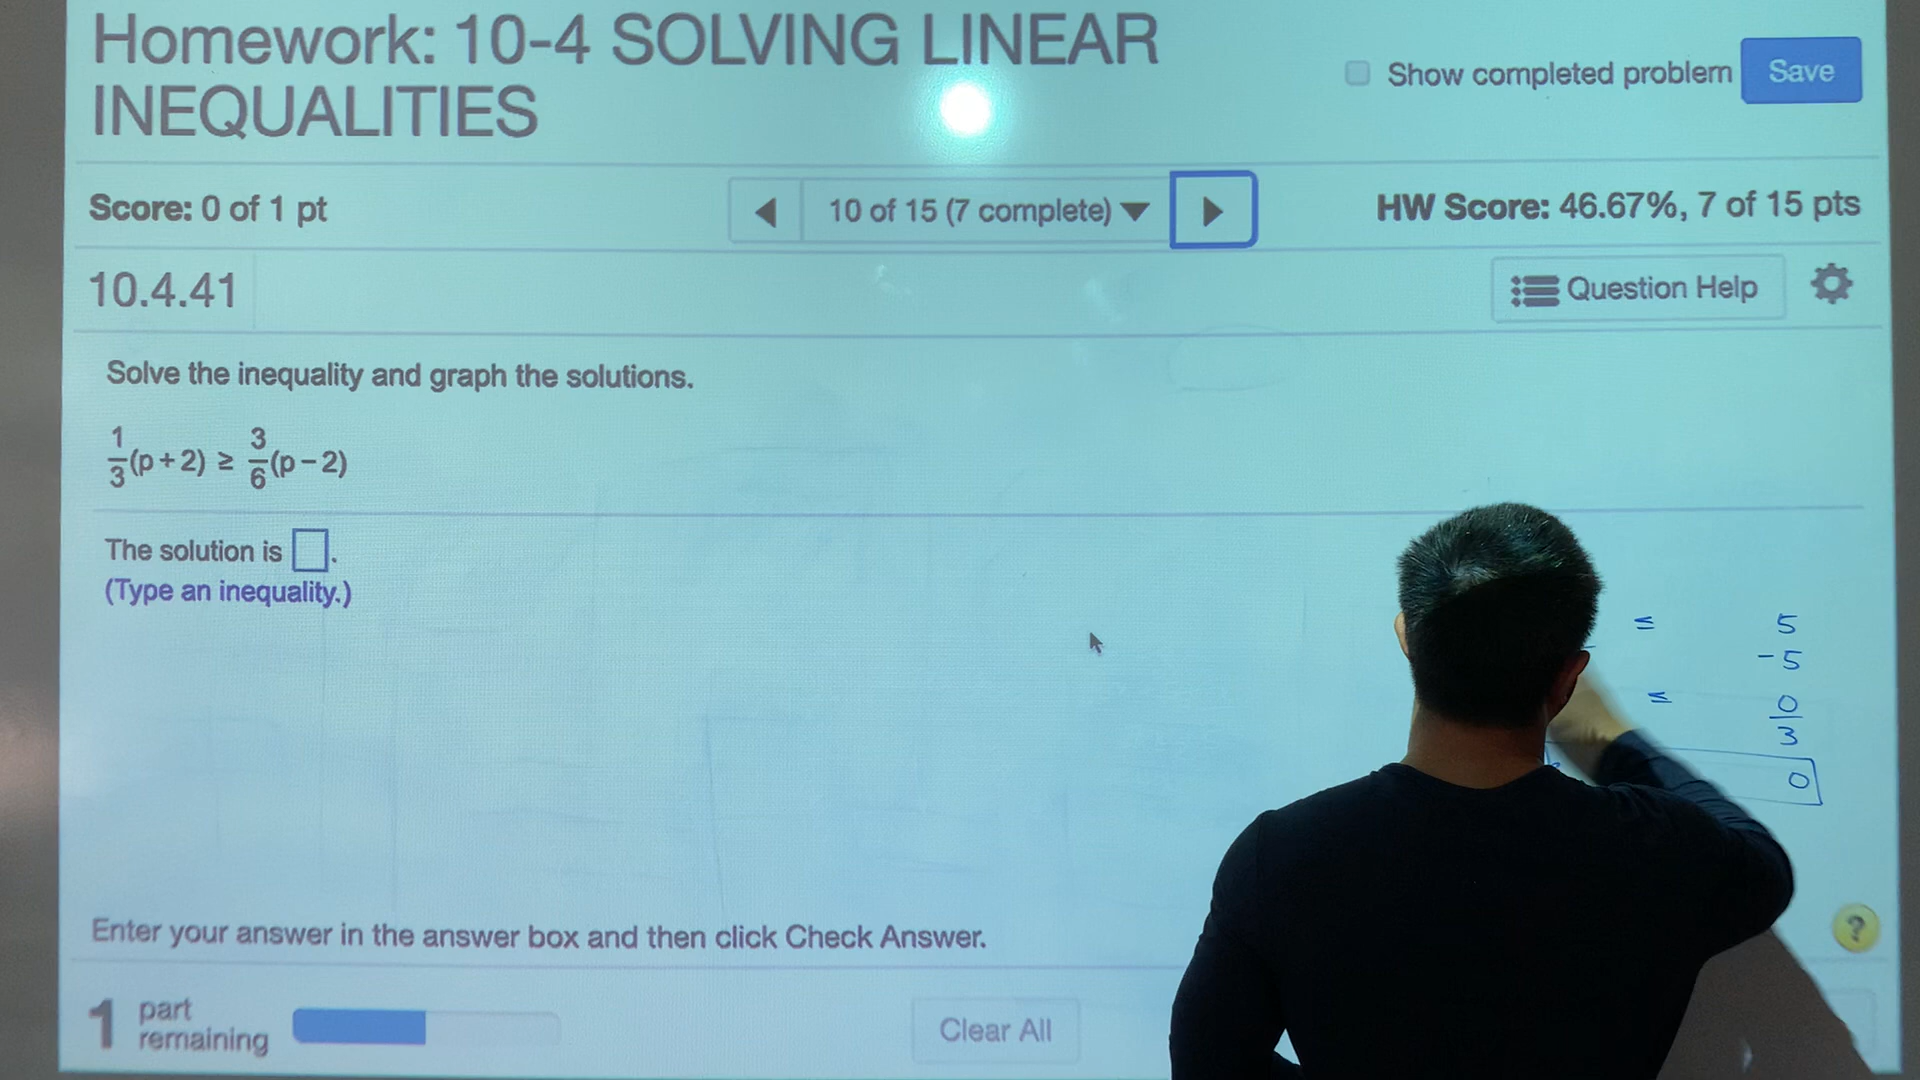 Homework: 10-4 SOLVING LINEAR
INEQUALITIES
Show completed problem
Save
Score: 0 of 1 pt
10 of 15 (7 complete)
HW Score: 46.67%, 7 of 15 pts
10.4.41
Question Help
Solve the inequality and graph the solutions.
1/3(p+2) ≥ 3/6(p−2)
The solution is □.
(Type an inequality.)
≤ 5
-5
≤ 0
3
0
Enter your answer in the answer box and then click Check Answer.
?
1 part
remaining
Clear All